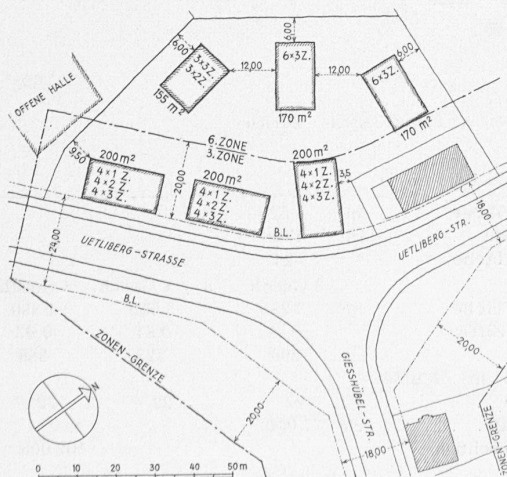 6,00
6,00
6×3Z.
6,00
3×3Z.
3×2Z.
12,00
12,00
6×3Z.
155 m²
170 m²
170 m²
OFFENE HALLE
6. ZONE
3. ZONE
9,50
200 m²
4×1 Z.
4×2 Z.
4×3 Z.
20,00
200 m²
4×1 Z.
4×2 Z.
4×3Z.
200 m²
4×1 Z.
4×2Z.
4×3Z.
3,5
B.L.
18,00
24,00
UETLIBERG-STRASSE
UETLIBERG-STR.
B.L.
ZONEN-GRENZE
20,00
20,00
GIESSHÜBEL-STR.
18,00
ZONEN-GRENZE
N
0 10 20 30 40 50m